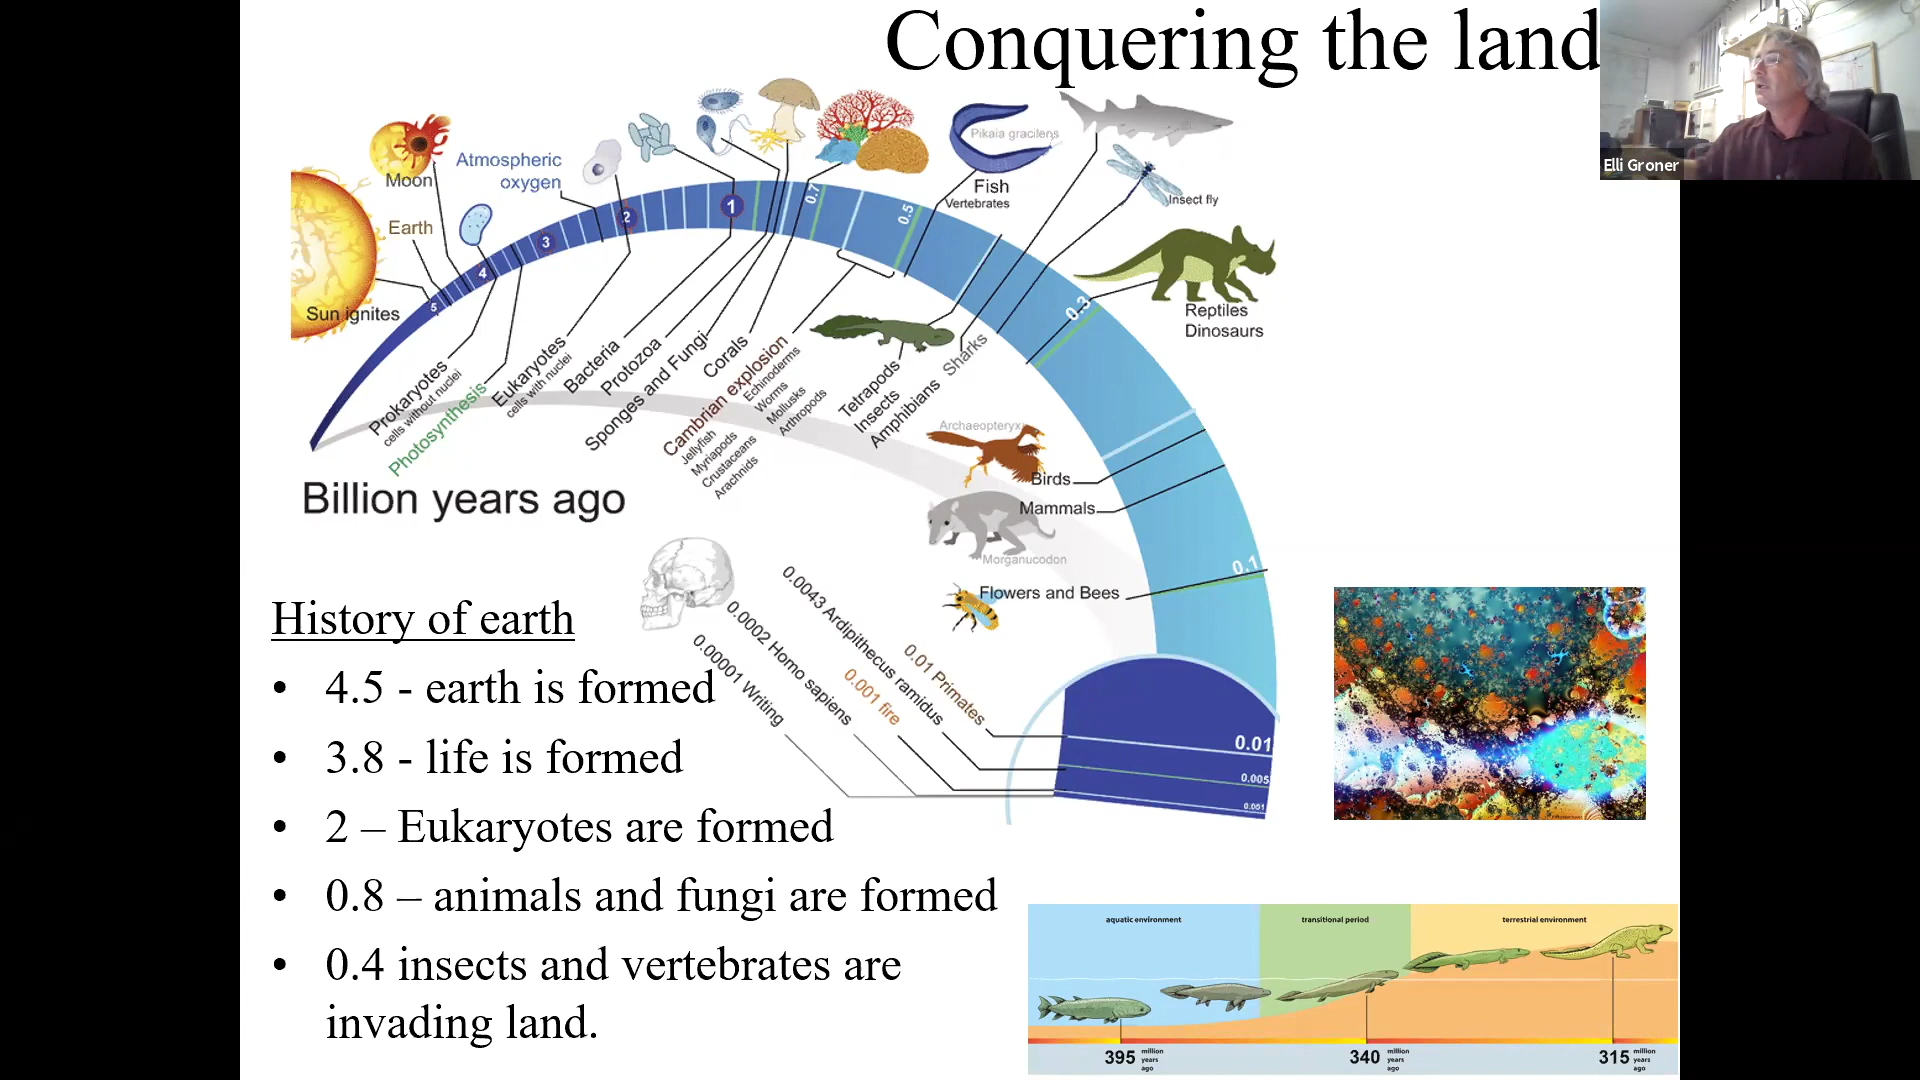 Conquering the land
Elli Groner
Moon
Atmospheric
oxygen
Earth
Sun ignites
5
4
3
2
1
0.7
0.5
0.3
0.1
Pikaia gracilens
Fish
Vertebrates
Insect fly
Reptiles
Dinosaurs
Prokaryotes
cells without nuclei
Photosynthesis
Eukaryotes
cells with nuclei
Bacteria
Protozoa
Sponges and Fungi
Corals
Cambrian explosion
Echinoderms
Worms
Mollusks
Arthropods
Jellyfish
Myriapods
Crustaceans
Arachnids
Tetrapods
Insects
Amphibians
Sharks
Archaeopteryx
Birds
Mammals
Morganucodon
Flowers and Bees
Billion years ago
0.01 Primates
0.0043 Ardipithecus ramidus
0.001 fire
0.0002 Homo sapiens
0.00001 Writing
0.01
0.005
0.001
History of earth
• 4.5 - earth is formed
• 3.8 - life is formed
• 2 – Eukaryotes are formed
• 0.8 – animals and fungi are formed
• 0.4 insects and vertebrates are
invading land.
aquatic environment
transitional period
terrestrial environment
395 million years ago
340 million years ago
315 million years ago